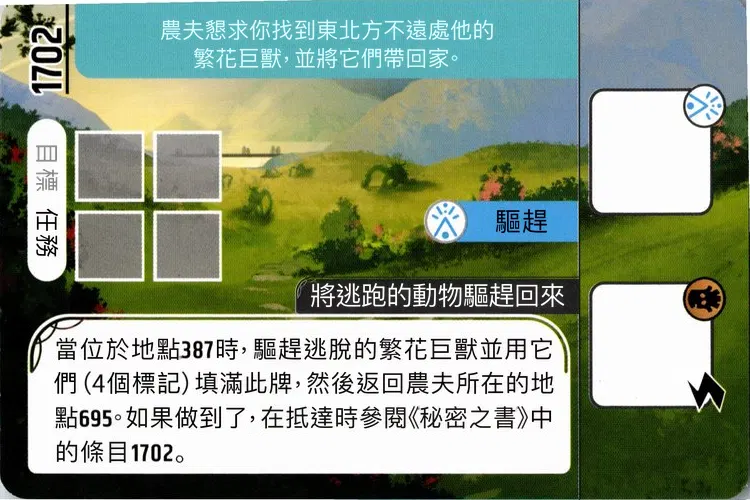 1702
農夫懇求你找到東北方不遠處他的
繁花巨獸，並將它們帶回家。
目標 任務
驅趕
將逃跑的動物驅趕回來
當位於地點387時，驅趕逃脫的繁花巨獸並用它
們（4個標記）填滿此牌，然後返回農夫所在的地
點695。如果做到了，在抵達時參閱《秘密之書》中
的條目1702。